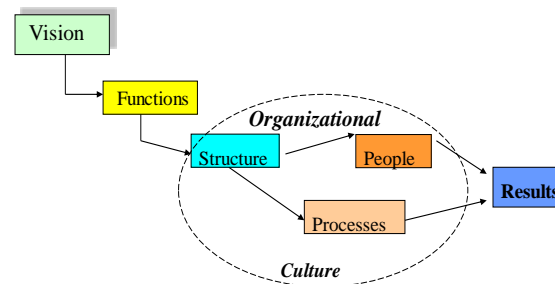 Vision
Functions
Organizational
Structure
People
Results
Processes
Culture